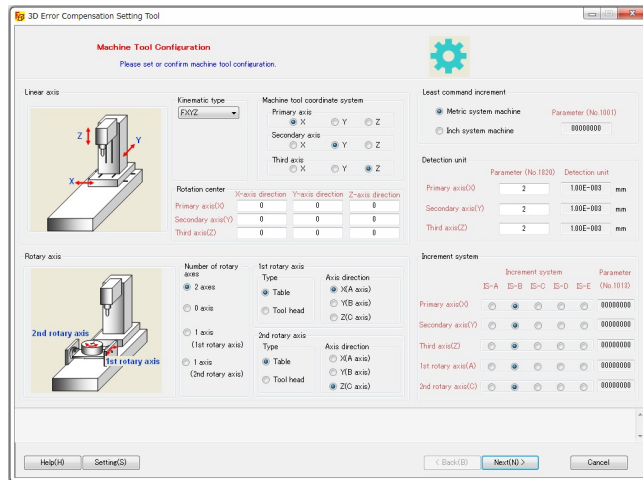 3D Error Compensation Setting Tool
Machine Tool Configuration
Please set or confirm machine tool configuration.
Linear axis
Z
Y
X
Kinematic type
FXYZ
Machine tool coordinate system
Primary axis
X Y Z
Secondary axis
X Y Z
Third axis
X Y Z
Rotation center
X-axis direction Y-axis direction Z-axis direction
Primary axis(X) 0 0 0
Secondary axis(Y) 0 0 0
Third axis(Z) 0 0 0
Least command increment
Metric system machine
Inch system machine
Parameter (No.1001)
00000000
Detection unit
Parameter (No.1820) Detection unit
Primary axis(X) 2 1.00E-003 mm
Secondary axis(Y) 2 1.00E-003 mm
Third axis(Z) 2 1.00E-003 mm
Rotary axis
2nd rotary axis
1st rotary axis
Number of rotary
axes
2 axes
0 axis
1 axis
(1st rotary axis)
1 axis
(2nd rotary axis)
1st rotary axis
Type
Table
Tool head
Axis direction
X(A axis)
Y(B axis)
Z(C axis)
2nd rotary axis
Type
Table
Tool head
Axis direction
X(A axis)
Y(B axis)
Z(C axis)
Increment system
Increment system Parameter
IS-A IS-B IS-C IS-D IS-E (No.1013)
Primary axis(X) 00000000
Secondary axis(Y) 00000000
Third axis(Z) 00000000
1st rotary axis(A) 00000000
2nd rotary axis(C) 00000000
Help(H) Setting(S) < Back(B) Next(N) > Cancel